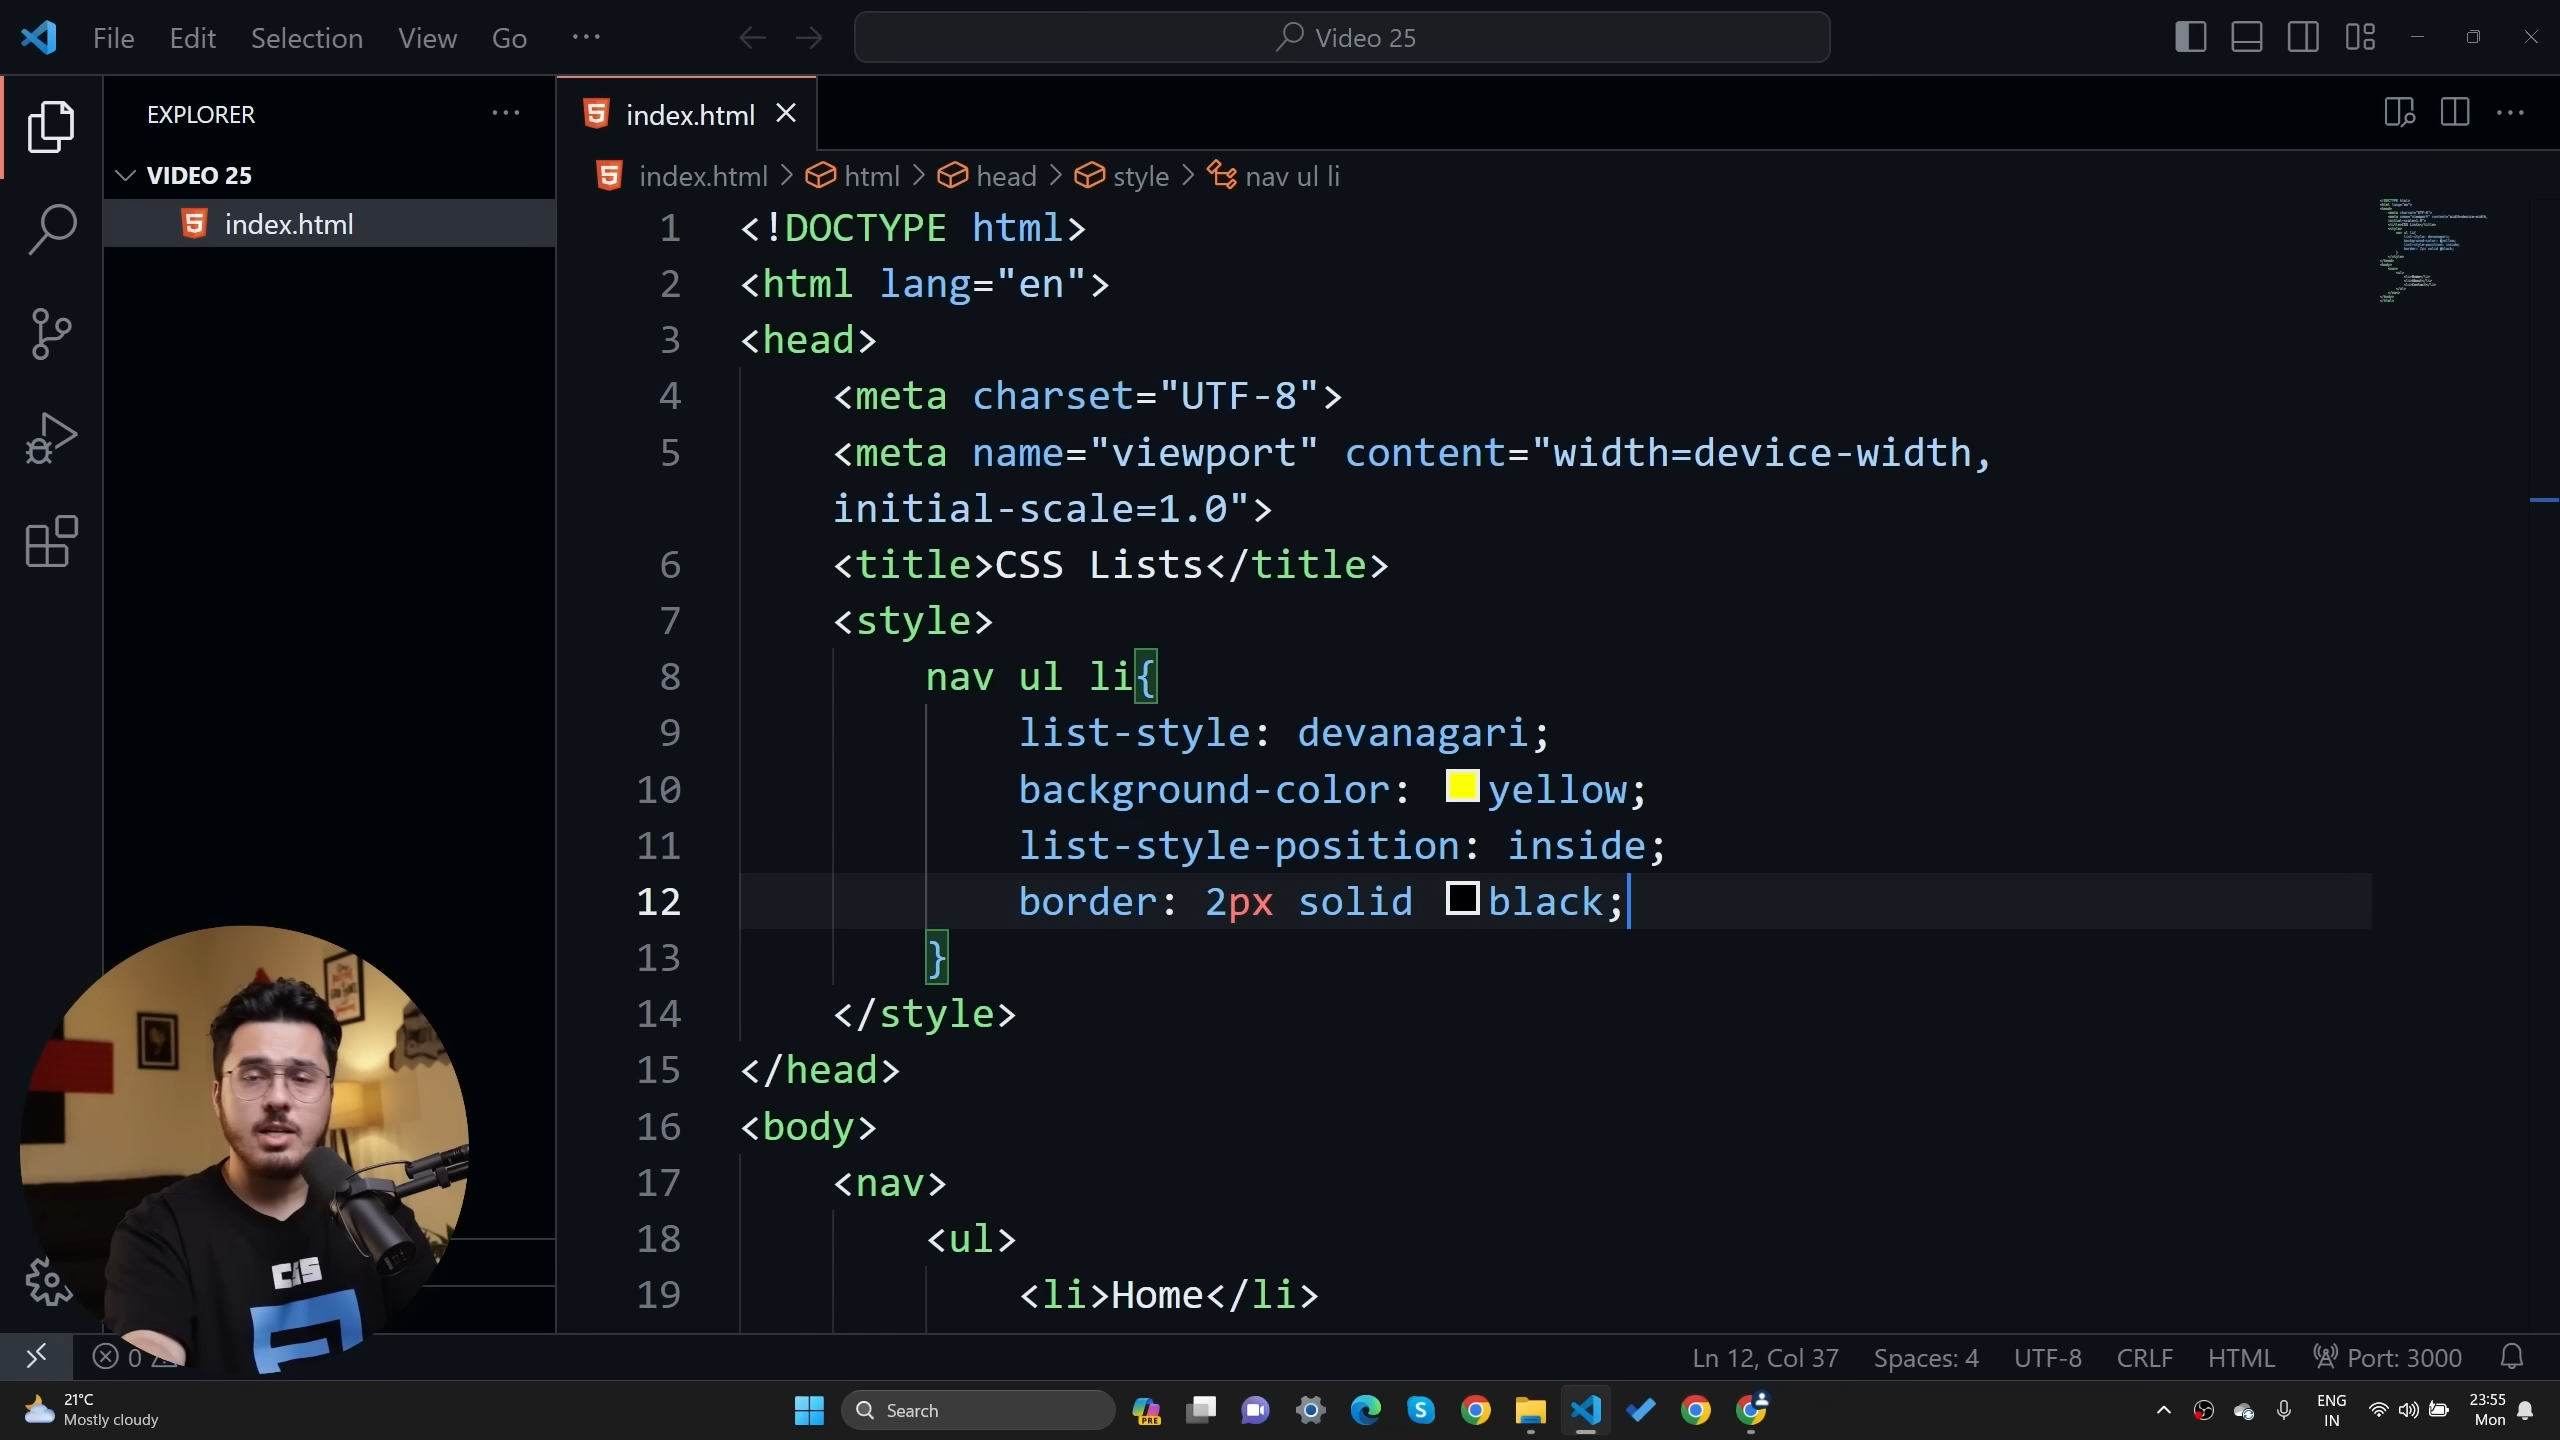 File Edit Selection View Go ···
Video 25
EXPLORER ···
index.html
VIDEO 25
index.html
index.html > html > head > style > nav ul li
1 <!DOCTYPE html>
2 <html lang="en">
3 <head>
4 <meta charset="UTF-8">
5 <meta name="viewport" content="width=device-width,
initial-scale=1.0">
6 <title>CSS Lists</title>
7 <style>
8 nav ul li{
9 list-style: devanagari;
10 background-color: yellow;
11 list-style-position: inside;
12 border: 2px solid black;
13 }
14 </style>
15 </head>
16 <body>
17 <nav>
18 <ul>
19 <li>Home</li>
0
Ln 12, Col 37 Spaces: 4 UTF-8 CRLF HTML Port: 3000
21°C
Mostly cloudy
Search
PRE
ENG
IN
23:55
Mon